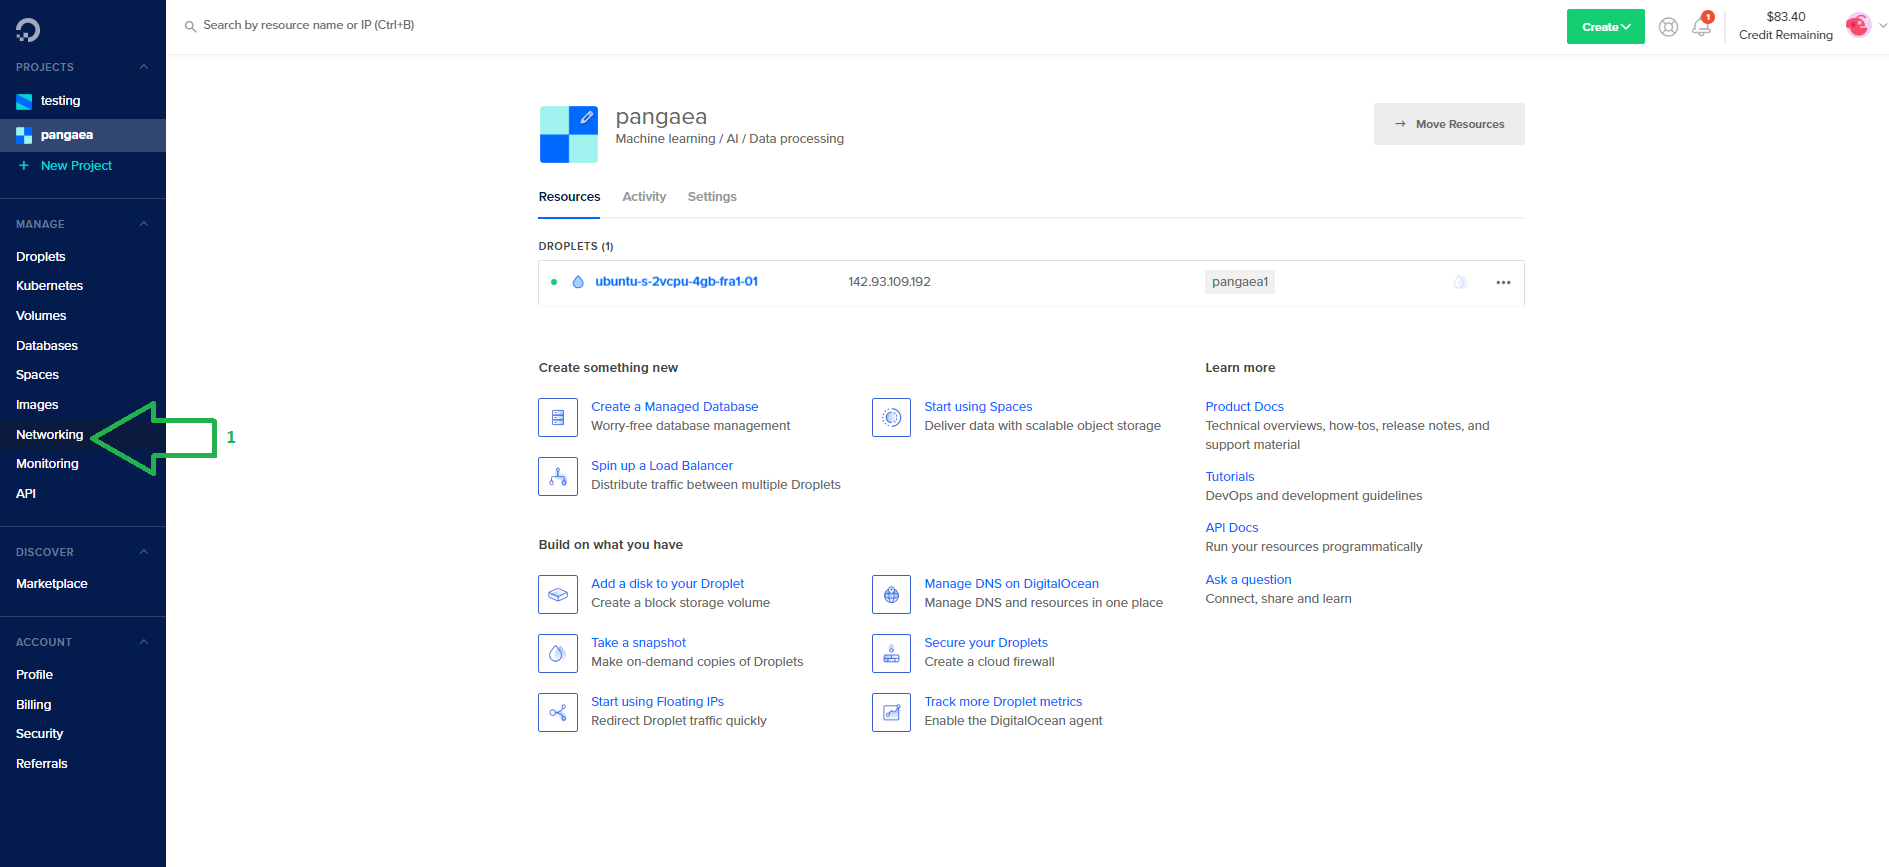 Search by resource name or IP (Ctrl+B)
Create
1
$83.40
Credit Remaining
PROJECTS
testing
pangaea
+ New Project
MANAGE
Droplets
Kubernetes
Volumes
Databases
Spaces
Images
Networking
1
Monitoring
API
DISCOVER
Marketplace
ACCOUNT
Profile
Billing
Security
Referrals
pangaea
Machine learning / AI / Data processing
→ Move Resources
Resources Activity Settings
DROPLETS (1)
ubuntu-s-2vcpu-4gb-fra1-01 142.93.109.192 pangaea1
Create something new
Create a Managed Database
Worry-free database management
Start using Spaces
Deliver data with scalable object storage
Spin up a Load Balancer
Distribute traffic between multiple Droplets
Build on what you have
Add a disk to your Droplet
Create a block storage volume
Manage DNS on DigitalOcean
Manage DNS and resources in one place
Take a snapshot
Make on-demand copies of Droplets
Secure your Droplets
Create a cloud firewall
Start using Floating IPs
Redirect Droplet traffic quickly
Track more Droplet metrics
Enable the DigitalOcean agent
Learn more
Product Docs
Technical overviews, how-tos, release notes, and
support material
Tutorials
DevOps and development guidelines
API Docs
Run your resources programmatically
Ask a question
Connect, share and learn